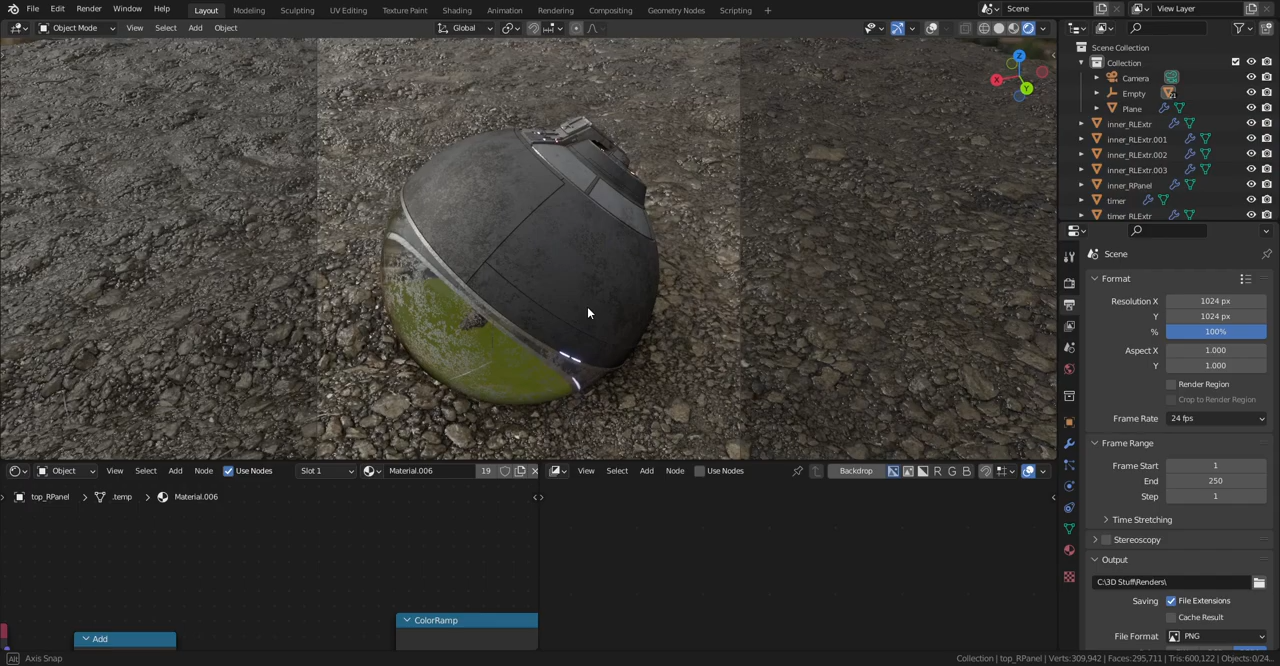 File Edit Render Window Help Layout Modeling Sculpting UV Editing Texture Paint Shading Animation Rendering Compositing Geometry Nodes Scripting + Scene View Layer
Object Mode View Select Add Object Global
Scene Collection
Collection
Camera
Empty 21
Plane
inner_RLExtr
inner_RLExtr.001
inner_RLExtr.002
inner_RLExtr.003
inner_RPanel
timer
timer RLExtr
X Y Z
Scene
Format
Resolution X 1024 px
Y 1024 px
% 100%
Aspect X 1.000
Y 1.000
Render Region
Crop to Render Region
Frame Rate 24 fps
Frame Range
Frame Start 1
End 250
Step 1
Time Stretching
Stereoscopy
Output
C:\3D Stuff\Renders\
Saving File Extensions
Cache Result
File Format PNG
Object View Select Add Node Use Nodes Slot 1 Material.006 19
View Select Add Node Use Nodes Backdrop R G B
top_RPanel .temp Material.006
ColorRamp
Add
Alt Axis Snap
Collection | top_RPanel | Verts:309,942 | Faces:295,711 | Tris:600,122 | Objects:0/24...